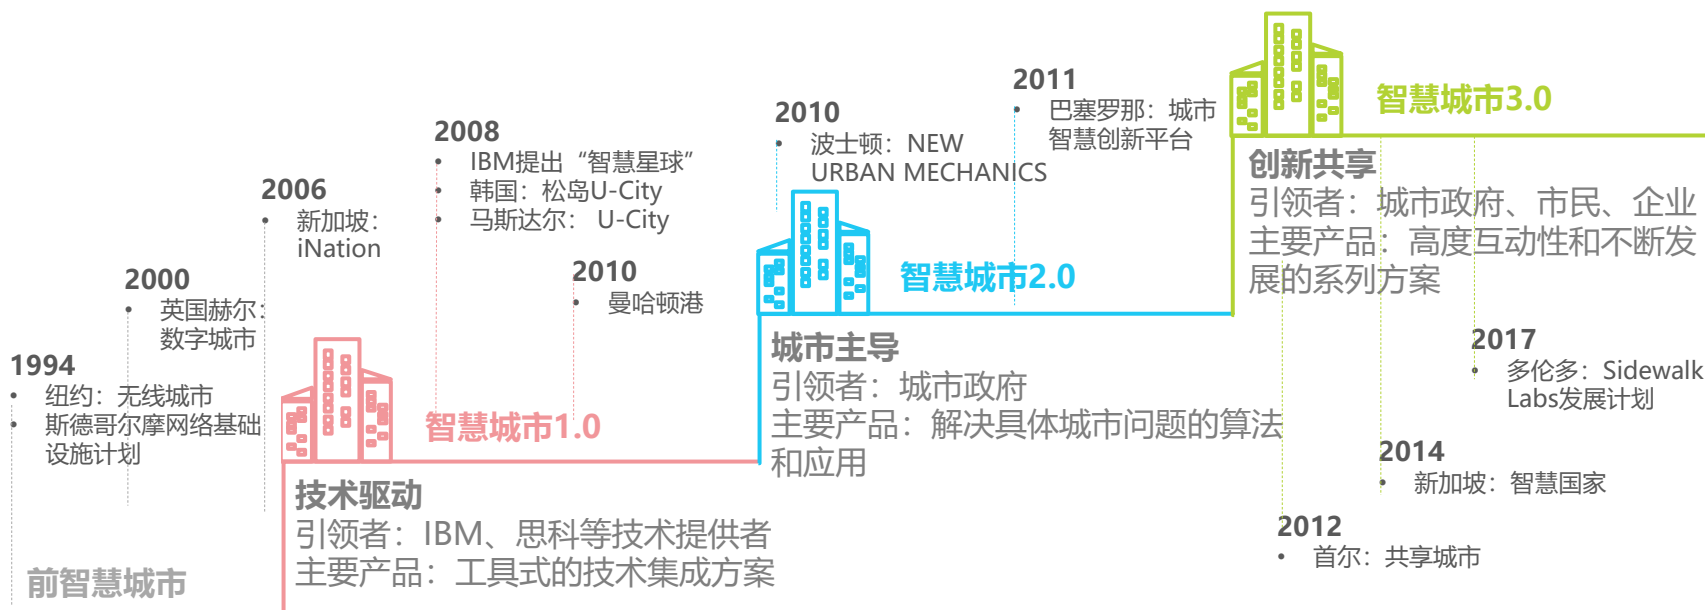 1994
• 纽约：无线城市
• 斯德哥尔摩网络基础
设施计划
前智慧城市
2000
• 英国赫尔：
数字城市
2006
• 新加坡：
iNation
智慧城市1.0
技术驱动
引领者：IBM、思科等技术提供者
主要产品：工具式的技术集成方案
2008
• IBM提出“智慧星球”
• 韩国：松岛U-City
• 马斯达尔： U-City
2010
• 曼哈顿港
智慧城市2.0
城市主导
引领者：城市政府
主要产品：解决具体城市问题的算法
和应用
2010
• 波士顿：NEW
URBAN MECHANICS
2011
• 巴塞罗那：城市
智慧创新平台
智慧城市3.0
创新共享
引领者：城市政府、市民、企业
主要产品：高度互动性和不断发
展的系列方案
2012
• 首尔：共享城市
2014
• 新加坡：智慧国家
2017
• 多伦多：Sidewalk
Labs发展计划